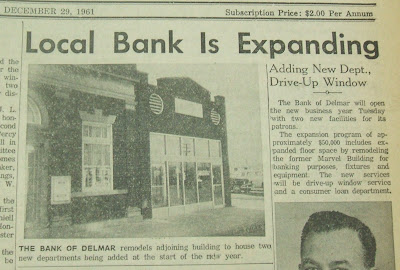 DECEMBER 29, 1961
Subscription Price: $2.00 Per Annum
Local Bank Is Expanding
Adding New Dept.,
Drive-Up Window
The Bank of Delmar will open
the new business year Tuesday
with two new facilities for its
patrons.
The expansion program of ap-
proximately $50,000 includes ex-
panded floor space by remodeling
the former Marvel Building for
banking purposes, fixtures and
equipment. The new services
will be drive-up window service
and a consumer loan department.
THE BANK OF DELMAR remodels adjoining building to house two
new departments being added at the start of the new year.